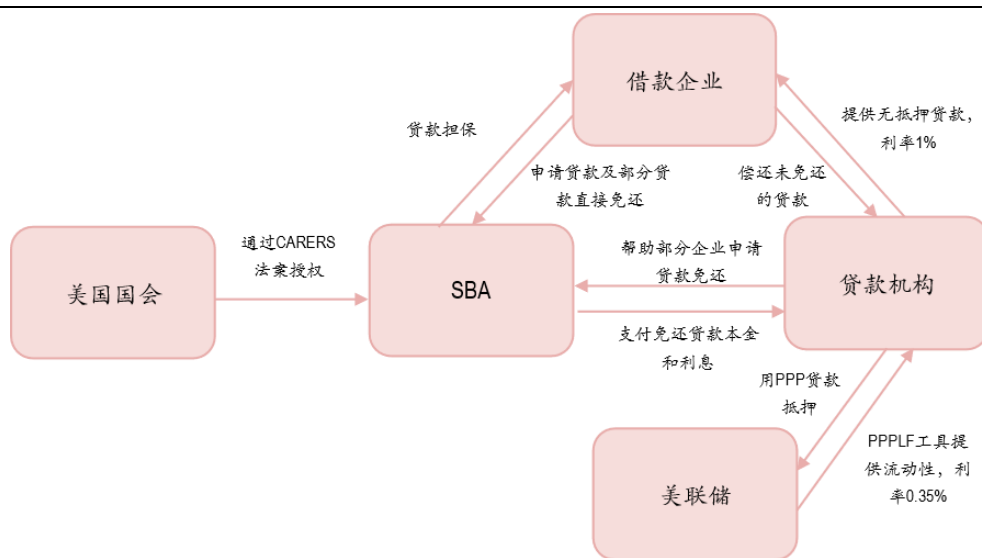 借款企业
贷款担保
提供无抵押贷款，
利率1%
申请贷款及部分贷
款直接免还
偿还未免还
的贷款
通过CARERS
法案授权
帮助部分企业申请
贷款免还
美国国会
SBA
贷款机构
支付免还贷款本金
和利息
用PPP贷款
抵押
PPPLF工具提
供流动性，利
率0.35%
美联储